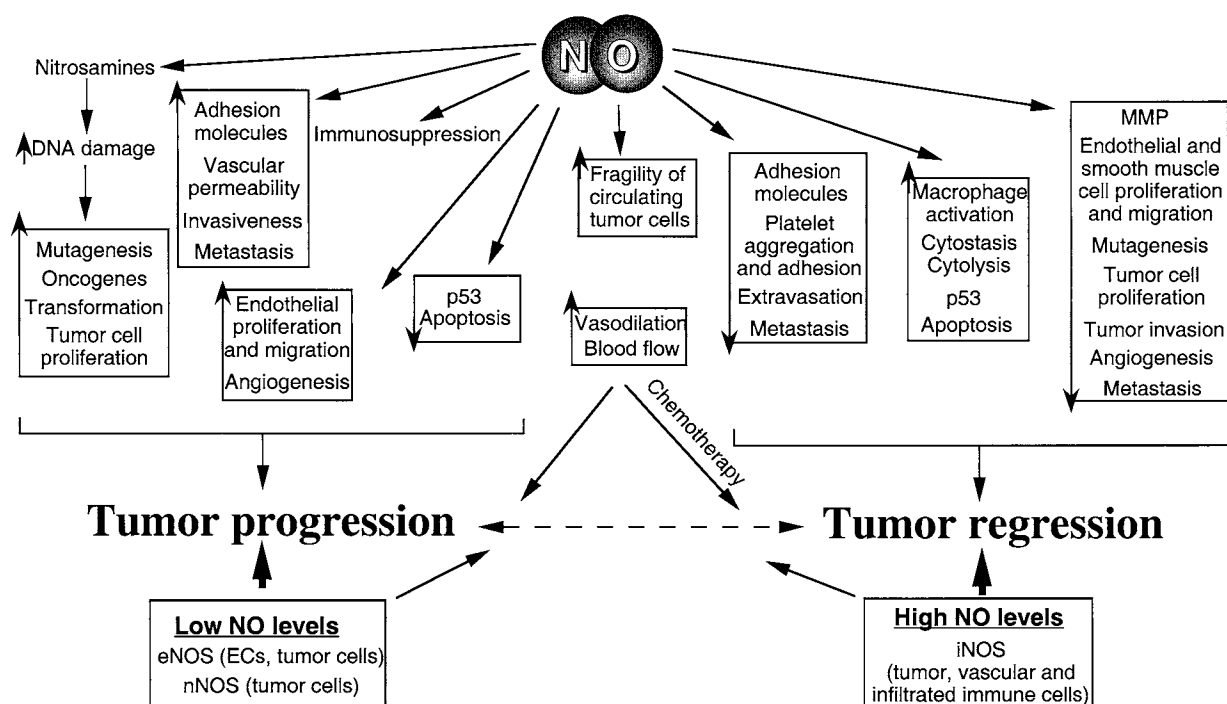 NO
Nitrosamines
DNA damage
Mutagenesis
Oncogenes
Transformation
Tumor cell
proliferation
Adhesion
molecules
Vascular
permeability
Invasiveness
Metastasis
Immunosuppression
Endothelial
proliferation
and migration
Angiogenesis
p53
Apoptosis
Fragility of
circulating
tumor cells
Vasodilation
Blood flow
Chemotherapy
Adhesion
molecules
Platelet
aggregation
and adhesion
Extravasation
Metastasis
Macrophage
activation
Cytostasis
Cytolysis
p53
Apoptosis
MMP
Endothelial and
smooth muscle
cell proliferation
and migration
Mutagenesis
Tumor cell
proliferation
Tumor invasion
Angiogenesis
Metastasis
Tumor progression
Tumor regression
Low NO levels
eNOS (ECs, tumor cells)
nNOS (tumor cells)
High NO levels
iNOS
(tumor, vascular and
infiltrated immune cells)